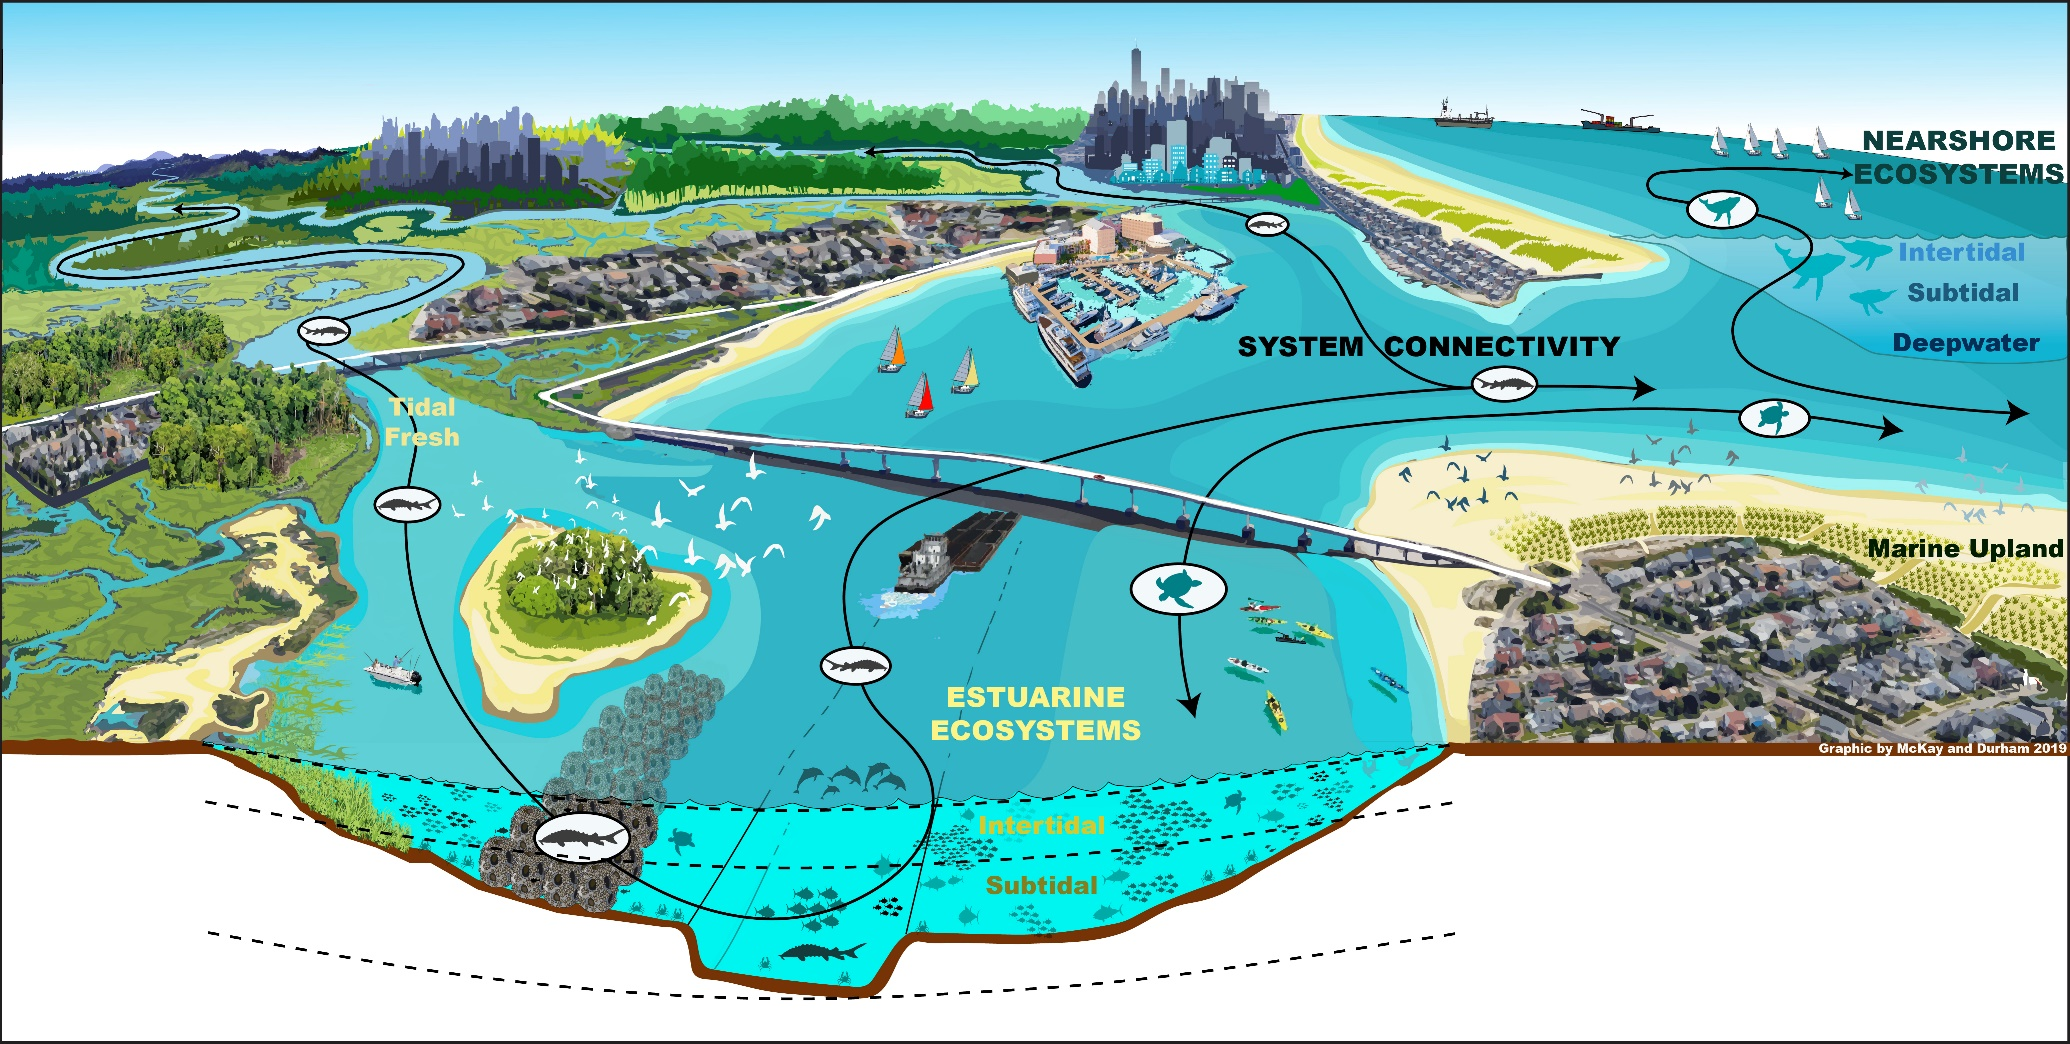 NEARSHORE
ECOSYSTEMS
Intertidal
Subtidal
Deepwater
SYSTEM CONNECTIVITY
Tidal
Fresh
Marine Upland
ESTUARINE
ECOSYSTEMS
Graphic by McKay and Durham 2019
Intertidal
Subtidal